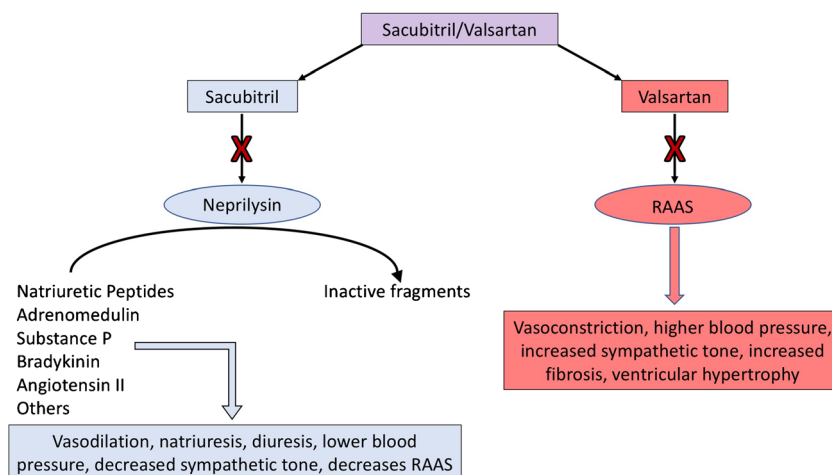 Sacubitril/Valsartan
Sacubitril
Valsartan
X
X
Neprilysin
RAAS
Natriuretic Peptides
Adrenomedulin
Substance P
Bradykinin
Angiotensin II
Others
Inactive fragments
Vasoconstriction, higher blood pressure,
increased sympathetic tone, increased
fibrosis, ventricular hypertrophy
Vasodilation, natriuresis, diuresis, lower blood
pressure, decreased sympathetic tone, decreases RAAS